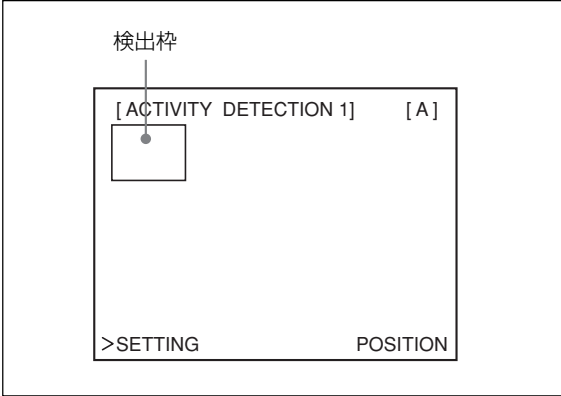 検出枠
[ACTIVITY DETECTION 1] [A]
>SETTING POSITION